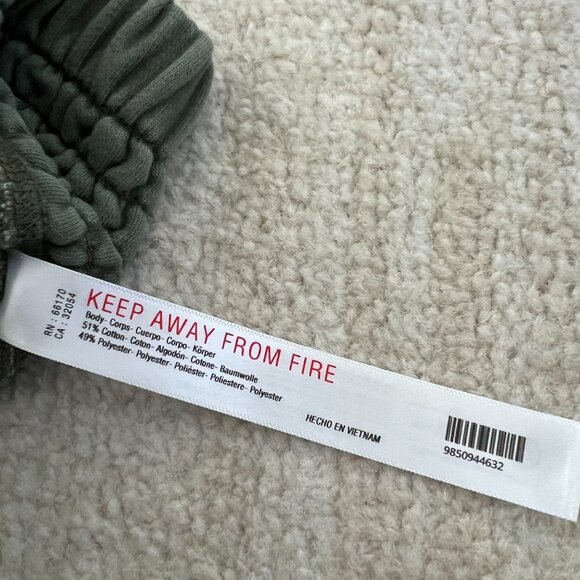 RN : 66170
CA : 32054
KEEP AWAY FROM FIRE
Body- Corps- Cuerpo- Corpo- Körper
51% Cotton- Coton- Algodón- Cotone- Baumwolle
49% Polyester- Polyester- Poliéster- Poliestere- Polyester
HECHO EN VIETNAM
9850944632